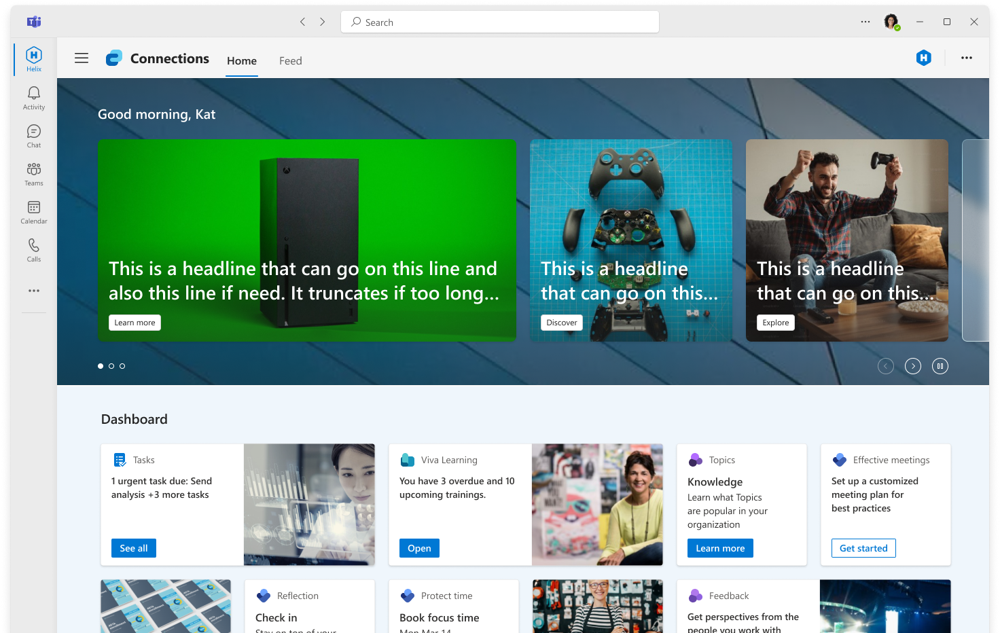 Search
Helix
Connections
Home
Feed
Activity
Chat
Teams
Calendar
Calls
Good morning, Kat
This is a headline that can go on this line and
also this line if need. It truncates if too long...
Learn more
This is a headline
that can go on this...
Discover
This is a headline
that can go on this...
Explore
Dashboard
Tasks
1 urgent task due: Send
analysis +3 more tasks
See all
Viva Learning
You have 3 overdue and 10
upcoming trainings.
Open
Topics
Knowledge
Learn what Topics
are popular in your
organization
Learn more
Effective meetings
Set up a customized
meeting plan for
best practices
Get started
Reflection
Check in
Stay on top of your
Protect time
Book focus time
Mon Mar 14
Feedback
Get perspectives from the
people you work with